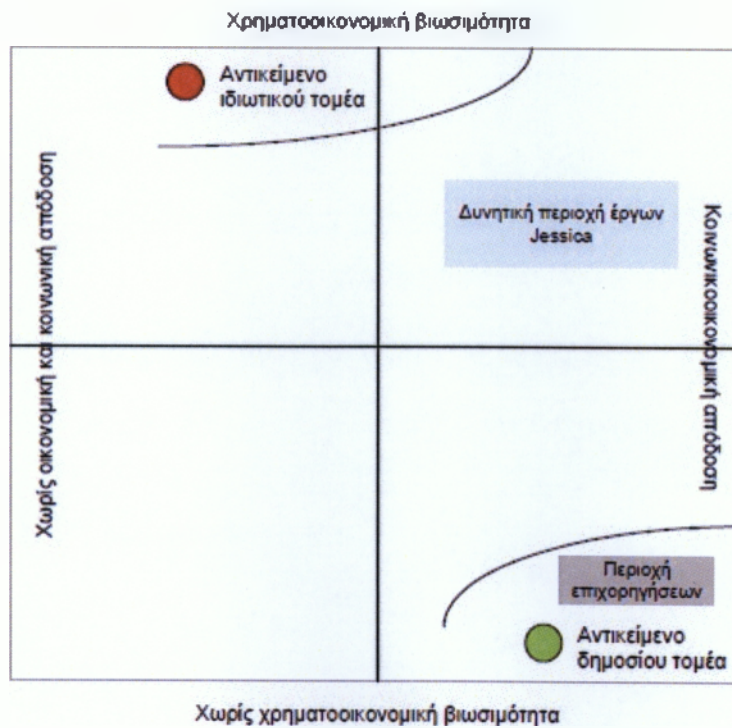 Χρηματοοικονομική βιωσιμότητα
Αντικείμενο
ιδιωτικού τομέα
Δυνητική περιοχή έργων
Jessica
Χωρίς οικονομική και κοινωνική απόδοση
Κοινωνικοοικονομική απόδοση
Περιοχή
επιχορηγήσεων
Αντικείμενο
δημοσίου τομέα
Χωρίς χρηματοοικονομική βιωσιμότητα